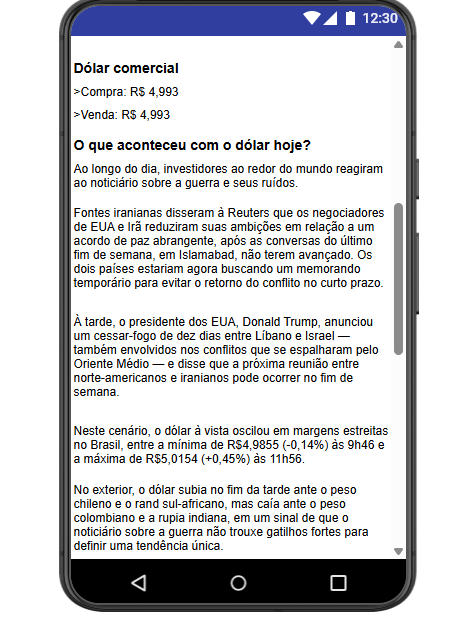 12:30
Dólar comercial
>Compra: R$ 4,993
>Venda: R$ 4,993
O que aconteceu com o dólar hoje?
Ao longo do dia, investidores ao redor do mundo reagiram
ao noticiário sobre a guerra e seus ruídos.
Fontes iranianas disseram à Reuters que os negociadores
de EUA e Irã reduziram suas ambições em relação a um
acordo de paz abrangente, após as conversas do último
fim de semana, em Islamabad, não terem avançado. Os
dois países estariam agora buscando um memorando
temporário para evitar o retorno do conflito no curto prazo.
À tarde, o presidente dos EUA, Donald Trump, anunciou
um cessar-fogo de dez dias entre Líbano e Israel —
também envolvidos nos conflitos que se espalharam pelo
Oriente Médio — e disse que a próxima reunião entre
norte-americanos e iranianos pode ocorrer no fim de
semana.
Neste cenário, o dólar à vista oscilou em margens estreitas
no Brasil, entre a mínima de R$4,9855 (-0,14%) às 9h46 e
a máxima de R$5,0154 (+0,45%) às 11h56.
No exterior, o dólar subia no fim da tarde ante o peso
chileno e o rand sul-africano, mas caía ante o peso
colombiano e a rupia indiana, em um sinal de que o
noticiário sobre a guerra não trouxe gatilhos fortes para
definir uma tendência única.